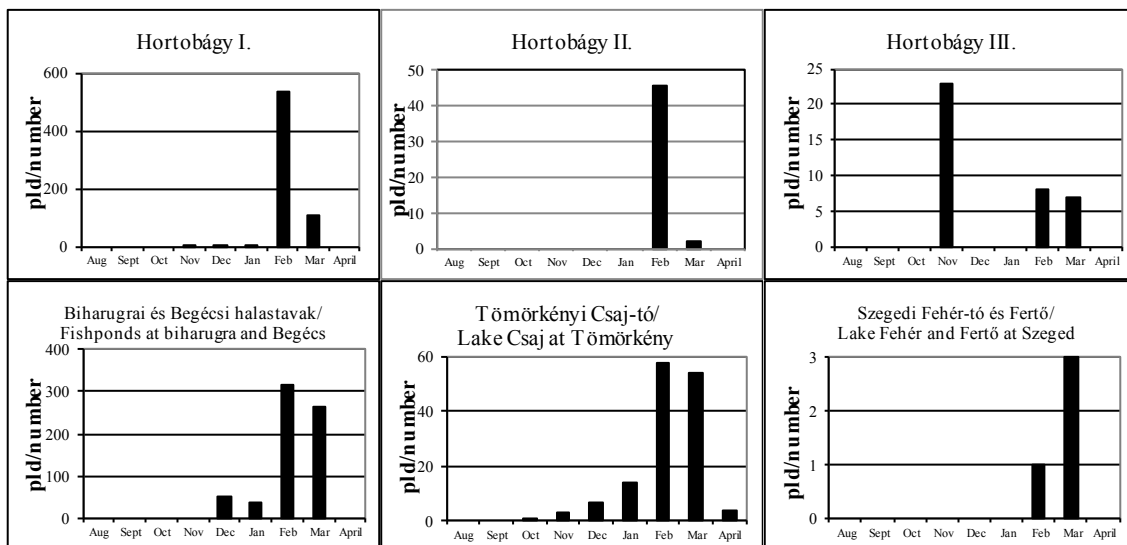 Hortobágy I.
pld/number
600
400
200
0
Aug Sept Oct Nov Dec Jan Feb Mar April
Hortobágy II.
pld/number
50
40
30
20
10
0
Aug Sept Oct Nov Dec Jan Feb Mar April
Hortobágy III.
pld/number
25
20
15
10
5
0
Aug Sept Oct Nov Dec Jan Feb Mar April
Biharugrai és Begécsi halastavak/
Fishponds at biharugra and Begécs
pld/number
400
300
200
100
0
Aug Sept Oct Nov Dec Jan Feb Mar April
Tömörkényi Csaj-tó/
Lake Csaj at Tömörkény
pld/number
60
40
20
0
Aug Sept Oct Nov Dec Jan Feb Mar April
Szegedi Fehér-tó és Fertő/
Lake Fehér and Fertő at Szeged
pld/number
3
2
1
0
Aug Sept Oct Nov Dec Jan Feb Mar April